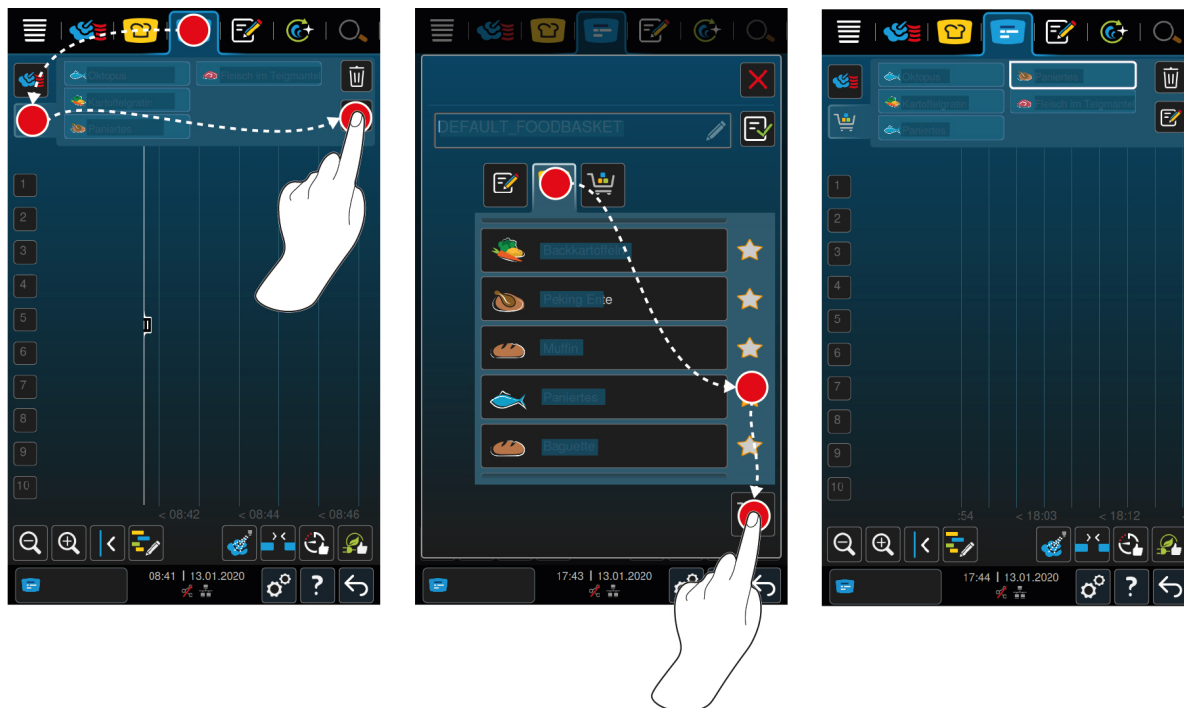 Oktopus
Fleisch im Teigmantel
Kartoffelgratin
Paniertes
1
2
3
4
5
6
7
8
9
10
< 08:42
< 08:44
< 08:46
08:41 | 13.01.2020
?
DEFAULT_FOODBASKET
Backkartoffeln
Peking Ente
Muffin
Paniertes
Baguette
17:43 | 13.01.2020
Oktopus
Paniertes
Kartoffelgratin
Fleisch im Teigmantel
Paniertes
1
2
3
4
5
6
7
8
9
10
:54
< 18:03
< 18:12
17:44 | 13.01.2020
?